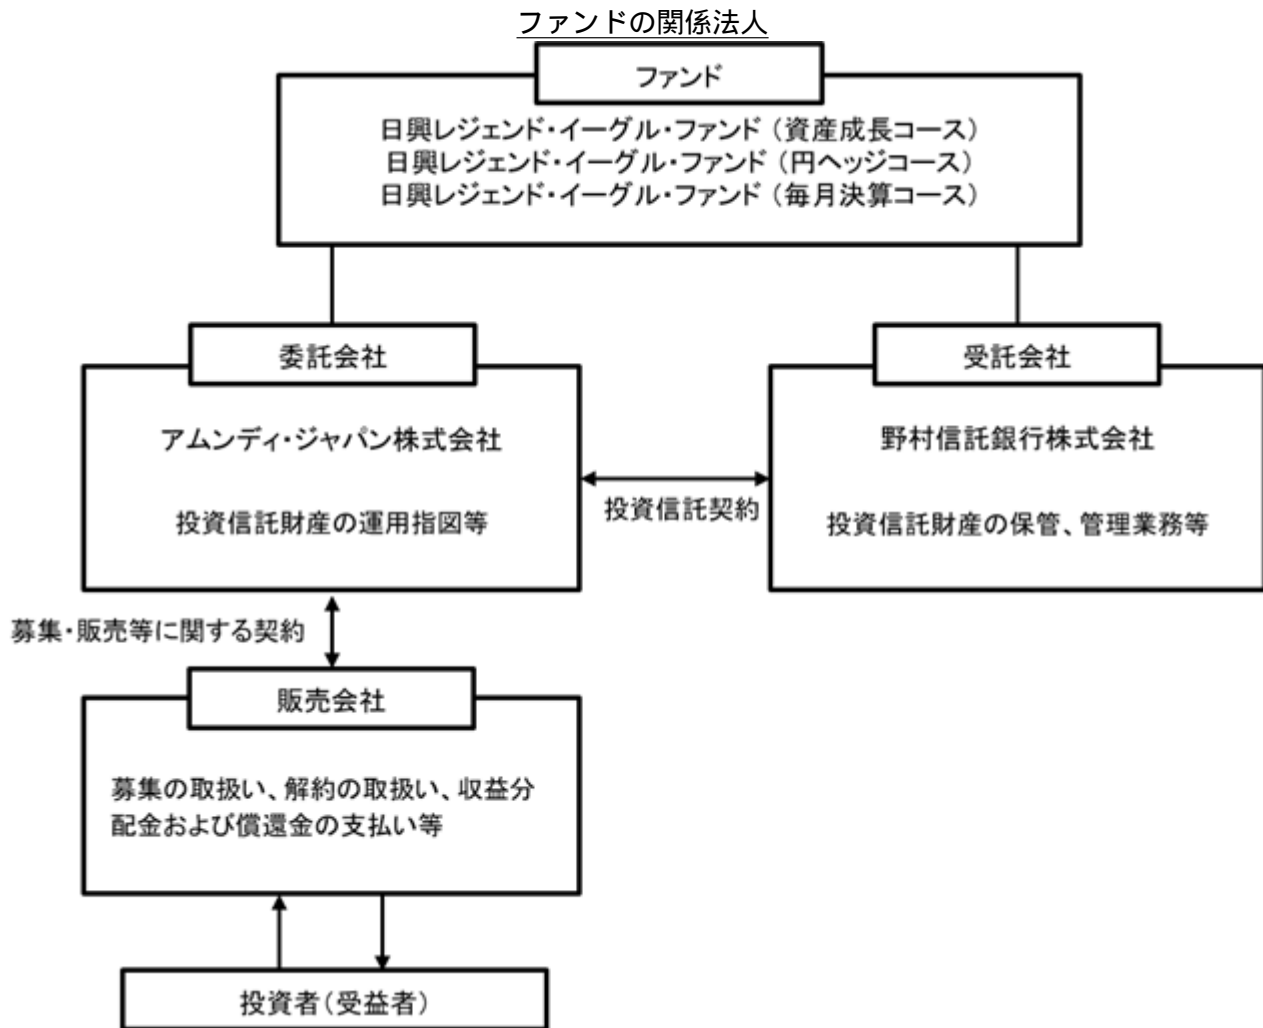 ファンドの関係法人
ファンド
日興レジェンド・イーグル・ファンド（資産成長コース）
日興レジェンド・イーグル・ファンド（円ヘッジコース）
日興レジェンド・イーグル・ファンド（毎月決算コース）
委託会社
アムンディ・ジャパン株式会社
投資信託財産の運用指図等
投資信託契約
受託会社
野村信託銀行株式会社
投資信託財産の保管、管理業務等
募集・販売等に関する契約
販売会社
募集の取扱い、解約の取扱い、収益分
配金および償還金の支払い等
投資者（受益者）